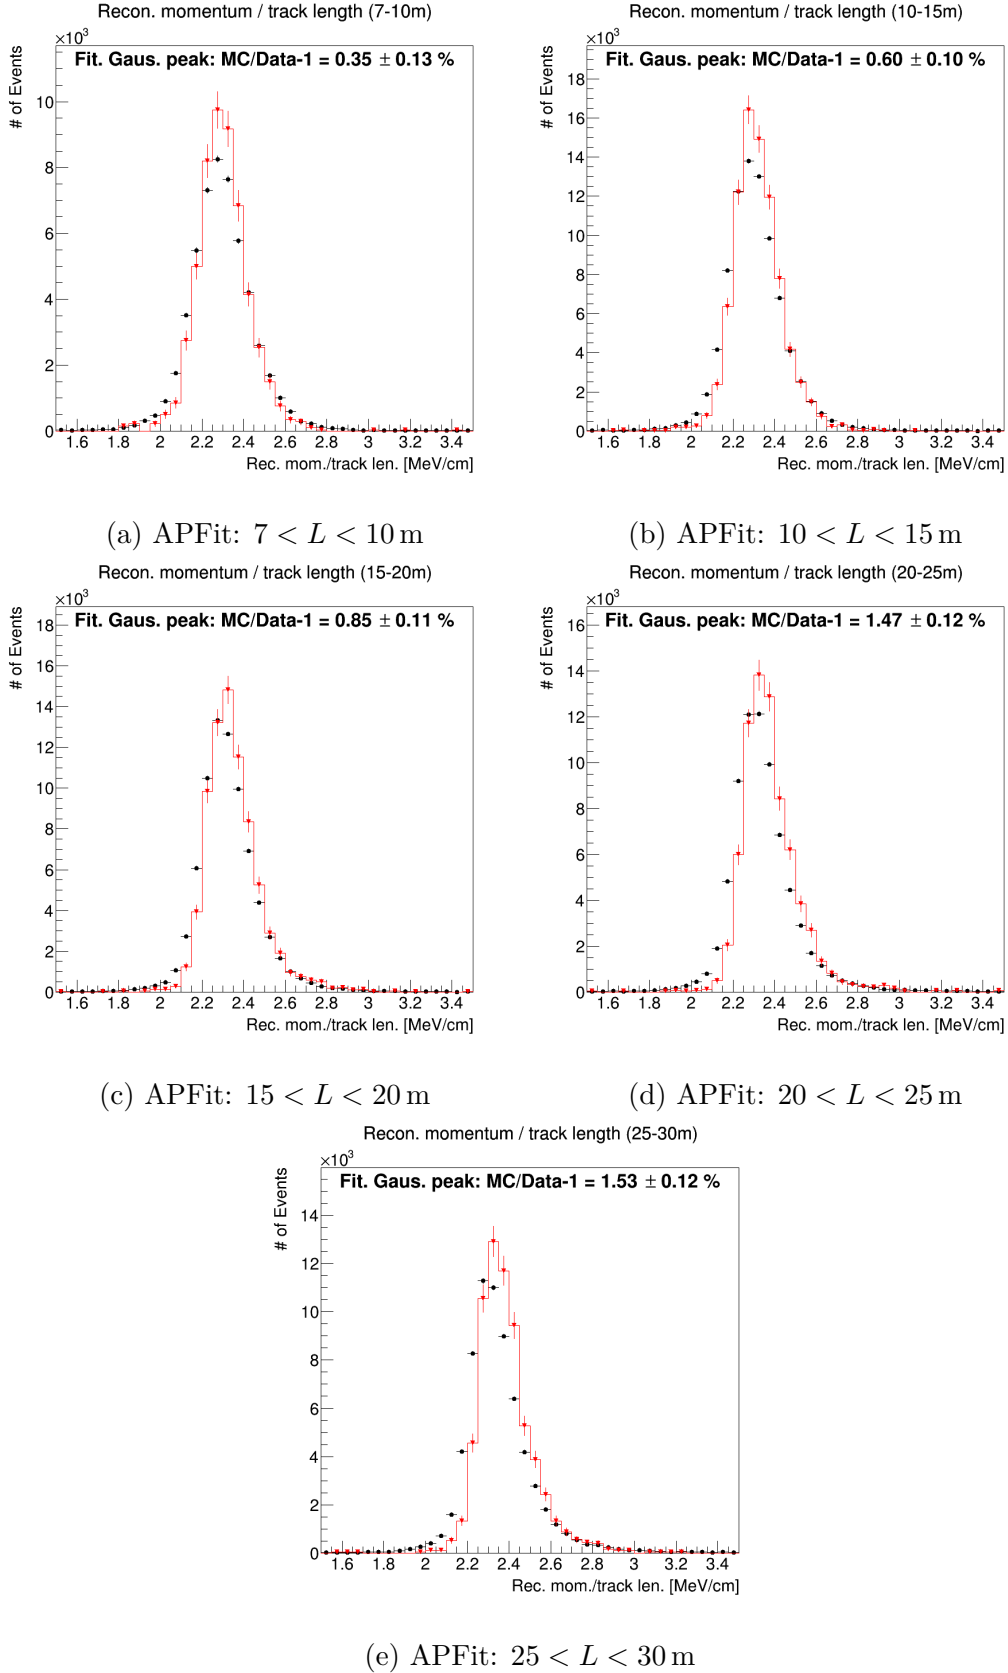 Recon. momentum / track length (7-10m)
×10³
# of Events
Fit. Gaus. peak: MC/Data-1 = 0.35 ± 0.13 %
10
8
6
4
2
0
1.6 1.8 2 2.2 2.4 2.6 2.8 3 3.2 3.4
Rec. mom./track len. [MeV/cm]
(a) APFit: 7 < L < 10 m
Recon. momentum / track length (10-15m)
×10³
# of Events
Fit. Gaus. peak: MC/Data-1 = 0.60 ± 0.10 %
18
16
14
12
10
8
6
4
2
0
1.6 1.8 2 2.2 2.4 2.6 2.8 3 3.2 3.4
Rec. mom./track len. [MeV/cm]
(b) APFit: 10 < L < 15 m
Recon. momentum / track length (15-20m)
×10³
# of Events
Fit. Gaus. peak: MC/Data-1 = 0.85 ± 0.11 %
18
16
14
12
10
8
6
4
2
0
1.6 1.8 2 2.2 2.4 2.6 2.8 3 3.2 3.4
Rec. mom./track len. [MeV/cm]
(c) APFit: 15 < L < 20 m
Recon. momentum / track length (20-25m)
×10³
# of Events
Fit. Gaus. peak: MC/Data-1 = 1.47 ± 0.12 %
16
14
12
10
8
6
4
2
0
1.6 1.8 2 2.2 2.4 2.6 2.8 3 3.2 3.4
Rec. mom./track len. [MeV/cm]
(d) APFit: 20 < L < 25 m
Recon. momentum / track length (25-30m)
×10³
# of Events
Fit. Gaus. peak: MC/Data-1 = 1.53 ± 0.12 %
14
12
10
8
6
4
2
0
1.6 1.8 2 2.2 2.4 2.6 2.8 3 3.2 3.4
Rec. mom./track len. [MeV/cm]
(e) APFit: 25 < L < 30 m